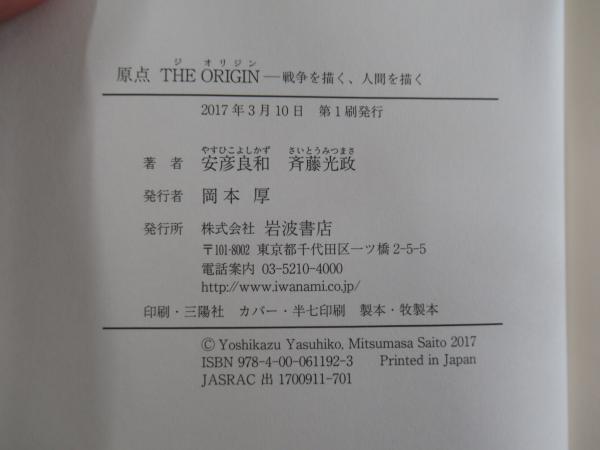 ジ オリジン
原点 THE ORIGIN―戦争を描く、人間を描く
2017年3月10日 第1刷発行
やすひこよしかず さいとうみつまさ
著者 安彦良和 斉藤光政
発行者 岡本 厚
発行所 株式会社 岩波書店
〒101-8002 東京都千代田区一ツ橋2-5-5
電話案内 03-5210-4000
http://www.iwanami.co.jp/
印刷・三陽社 カバー・半七印刷 製本・牧製本
© Yoshikazu Yasuhiko, Mitsumasa Saito 2017
ISBN 978-4-00-061192-3 Printed in Japan
JASRAC 出 1700911-701